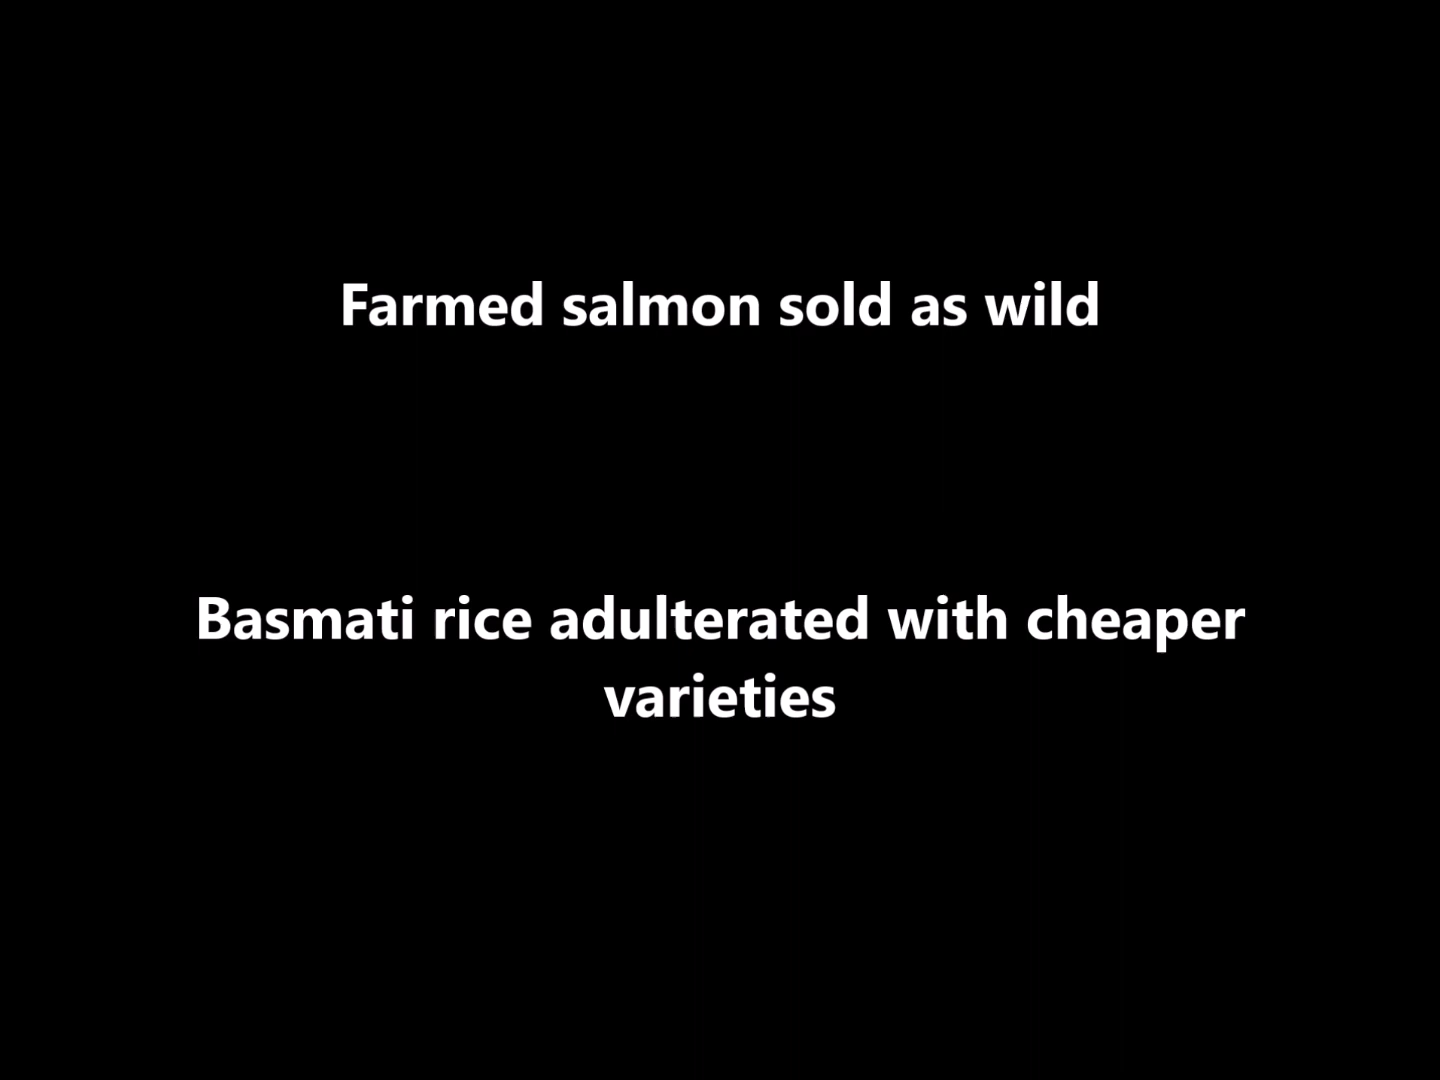 Farmed salmon sold as wild
Basmati rice adulterated with cheaper
varieties